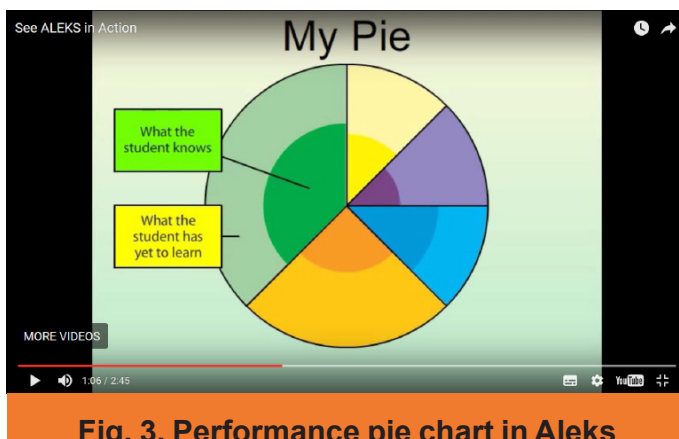 See ALEKS in Action
My Pie
What the
student knows
What the
student has
yet to learn
MORE VIDEOS
1:06 / 2:45
YouTube
Fig. 3. Performance pie chart in Aleks